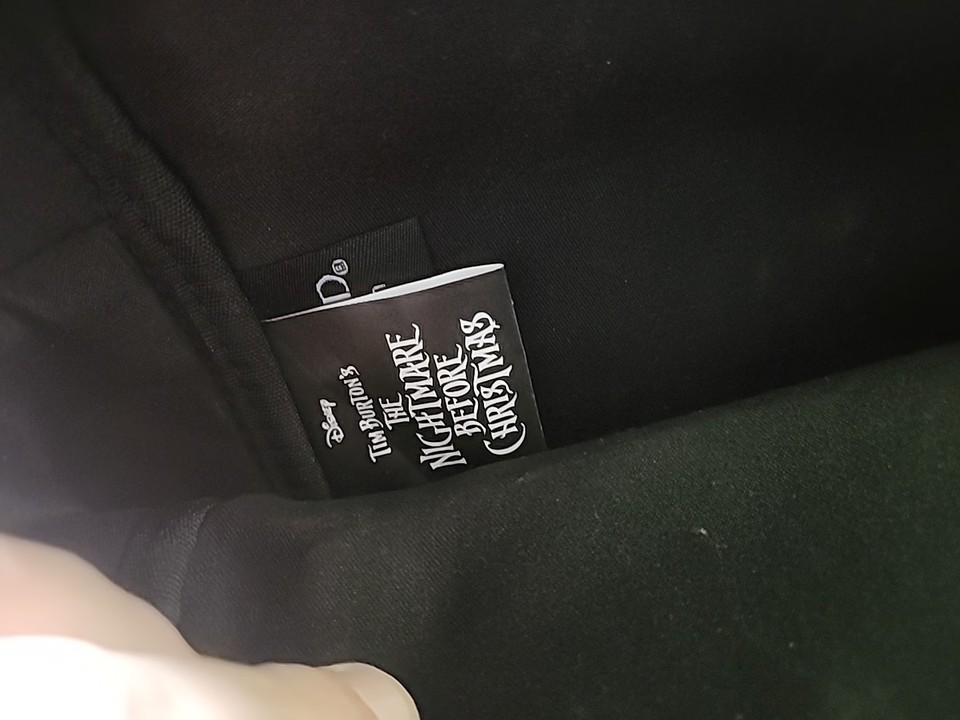 D®
Disney
TIM BURTON'S
THE
NIGHTMARE
BEFORE
CHRISTMAS